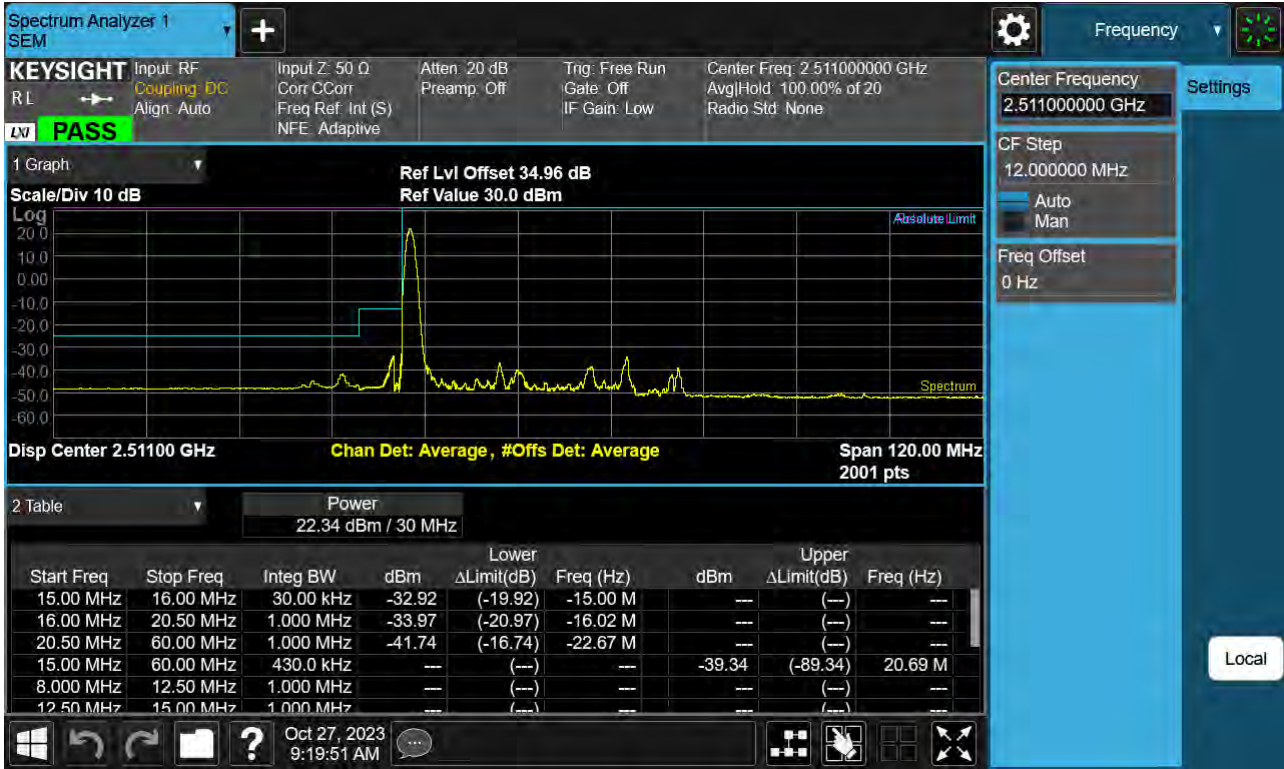 Spectrum Analyzer 1
SEM
Frequency
KEYSIGHT
Input: RF
Coupling: DC
Align: Auto
Input Z: 50 Ω
Corr CCorr
Freq Ref: Int (S)
NFE: Adaptive
Atten: 20 dB
Preamp: Off
Trig: Free Run
Gate: Off
IF Gain: Low
Center Freq: 2.511000000 GHz
Avg|Hold: 100.00% of 20
Radio Std: None
R L
LXI PASS
Center Frequency
2.511000000 GHz
Settings
CF Step
12.000000 MHz
Auto
Man
Freq Offset
0 Hz
Local
1 Graph
Scale/Div 10 dB
Ref Lvl Offset 34.96 dB
Ref Value 30.0 dBm
Log
20.0
10.0
0.00
-10.0
-20.0
-30.0
-40.0
-50.0
-60.0
Absolute Limit
Spectrum
Disp Center 2.51100 GHz
Chan Det: Average , #Offs Det: Average
Span 120.00 MHz
2001 pts
2 Table
Power
22.34 dBm / 30 MHz
Lower Upper
Start Freq Stop Freq Integ BW dBm ΔLimit(dB) Freq (Hz) dBm ΔLimit(dB) Freq (Hz)
15.00 MHz 16.00 MHz 30.00 kHz -32.92 (-19.92) -15.00 M --- (---) ---
16.00 MHz 20.50 MHz 1.000 MHz -33.97 (-20.97) -16.02 M --- (---) ---
20.50 MHz 60.00 MHz 1.000 MHz -41.74 (-16.74) -22.67 M --- (---) ---
15.00 MHz 60.00 MHz 430.0 kHz --- (---) --- -39.34 (-89.34) 20.69 M
8.000 MHz 12.50 MHz 1.000 MHz --- (---) --- --- (---) ---
12.50 MHz 15.00 MHz 1.000 MHz --- (---) --- --- (---) ---
Oct 27, 2023
9:19:51 AM